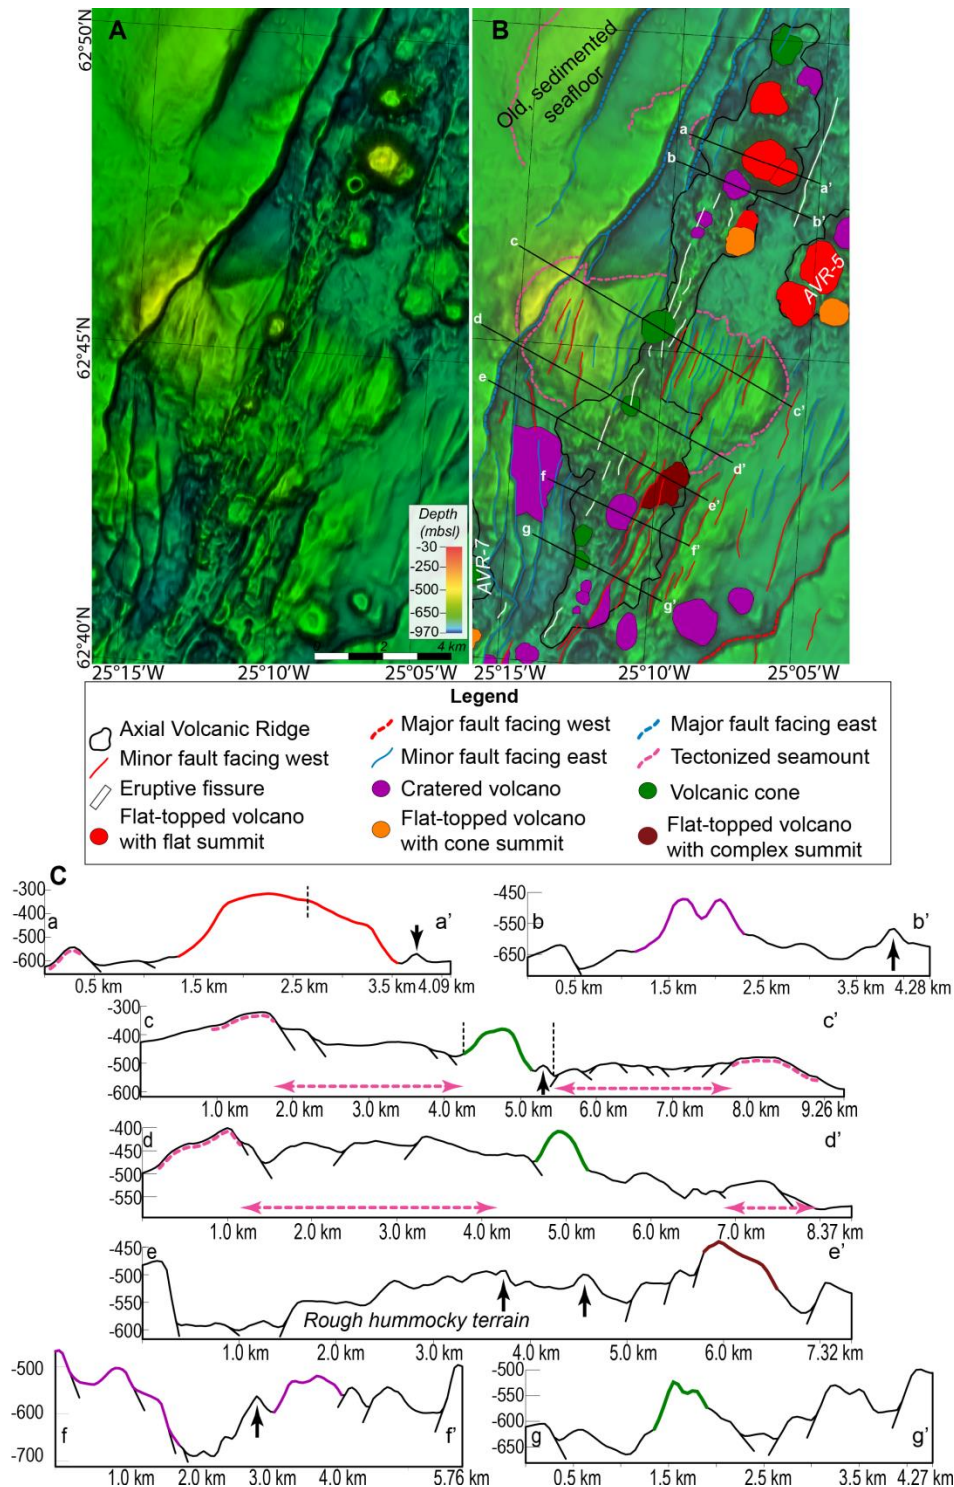 A
B
62°50'N
62°45'N
62°40'N
Old, sedimented
seafloor
a
a'
b
b'
c
c'
d
d'
e
e'
f
f'
g
g'
AVR-5
AVR-7
Depth
(mbsl)
-30
-250
-500
-650
-970
0 2 4 km
25°15'W 25°10'W 25°05'W
25°15'W 25°10'W 25°05'W
Legend
Axial Volcanic Ridge
Major fault facing west
Major fault facing east
Minor fault facing west
Minor fault facing east
Tectonized seamount
Eruptive fissure
Cratered volcano
Volcanic cone
Flat-topped volcano
with flat summit
Flat-topped volcano
with cone summit
Flat-topped volcano
with complex summit
C
-300
-400
-500
-600
a a'
0.5 km 1.5 km 2.5 km 3.5 km 4.09 km
-450
-550
-650
b b'
0.5 km 1.5 km 2.5 km 3.5 km 4.28 km
-300
-400
-500
-600
c c'
1.0 km 2.0 km 3.0 km 4.0 km 5.0 km 6.0 km 7.0 km 8.0 km 9.26 km
-400
-450
-500
-550
d d'
1.0 km 2.0 km 3.0 km 4.0 km 5.0 km 6.0 km 7.0 km 8.37 km
-450
-500
-550
-600
e e'
Rough hummocky terrain
1.0 km 2.0 km 3.0 km 4.0 km 5.0 km 6.0 km 7.32 km
-500
-600
-700
f f'
1.0 km 2.0 km 3.0 km 4.0 km 5.76 km
-500
-550
-600
-650
g g'
0.5 km 1.5 km 2.5 km 3.5 km 4.27 km